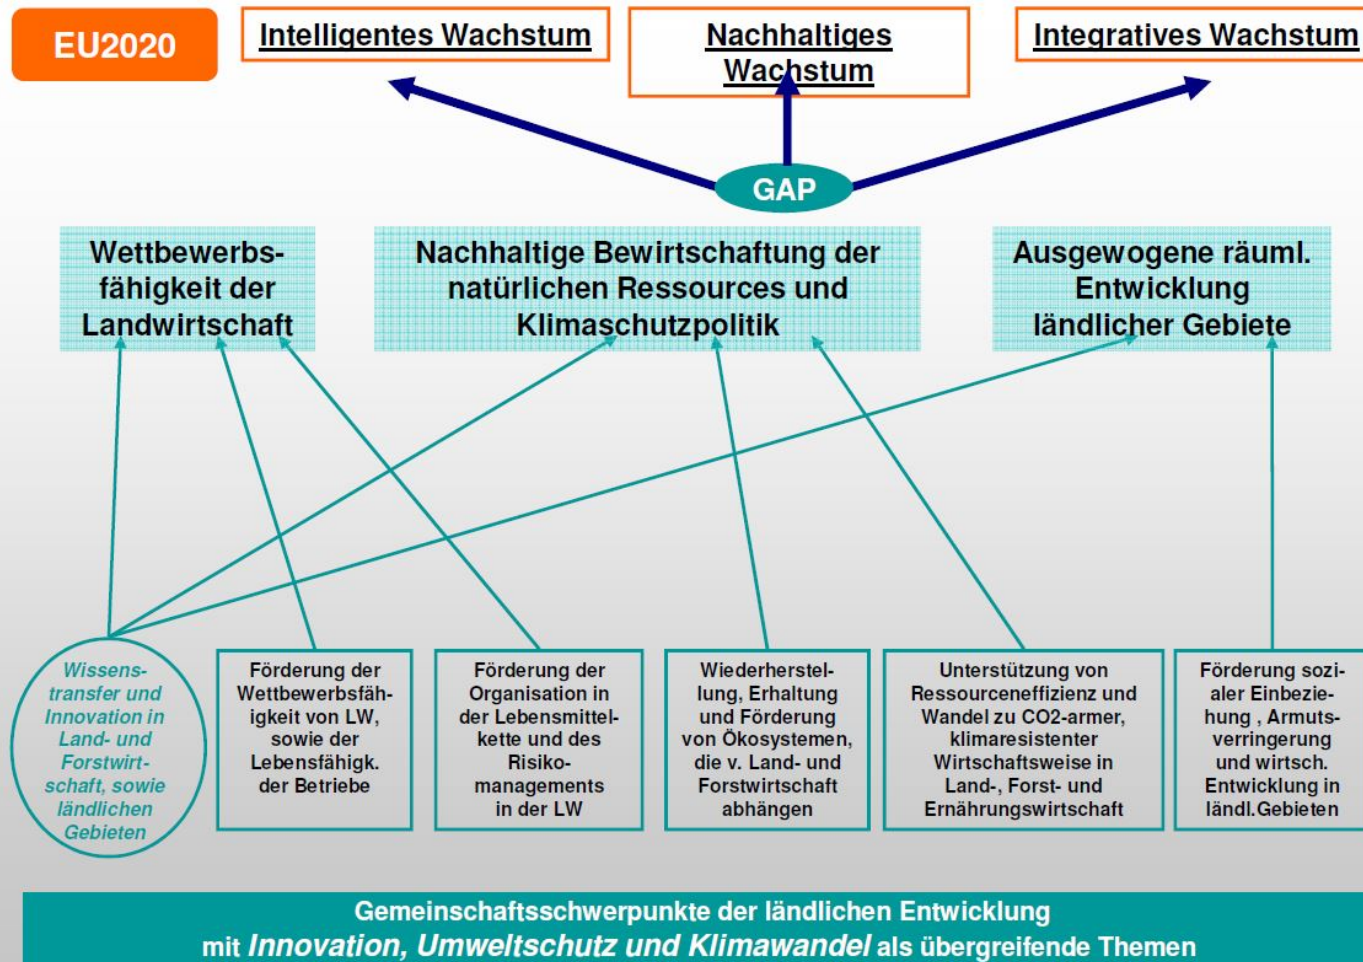 EU2020
Intelligentes Wachstum
Nachhaltiges
Wachstum
Integratives Wachstum
GAP
Wettbewerbs-
fähigkeit der
Landwirtschaft
Nachhaltige Bewirtschaftung der
natürlichen Ressources und
Klimaschutzpolitik
Ausgewogene räuml.
Entwicklung
ländlicher Gebiete
Wissens-
transfer und
Innovation in
Land- und
Forstwirt-
schaft, sowie
ländlichen
Gebieten
Förderung der
Wettbewerbsfäh-
igkeit von LW,
sowie der
Lebensfähigk.
der Betriebe
Förderung der
Organisation in
der Lebensmittel-
kette und des
Risiko-
managements
in der LW
Wiederherstel-
lung, Erhaltung
und Förderung
von Ökosystemen,
die v. Land- und
Forstwirtschaft
abhängen
Unterstützung von
Ressourceneffizienz und
Wandel zu CO2-armer,
klimaresistenter
Wirtschaftsweise in
Land-, Forst- und
Ernährungswirtschaft
Förderung sozi-
aler Einbezie-
hung , Armuts-
verringerung
und wirtsch.
Entwicklung in
ländl.Gebieten
Gemeinschaftsschwerpunkte der ländlichen Entwicklung
mit Innovation, Umweltschutz und Klimawandel als übergreifende Themen